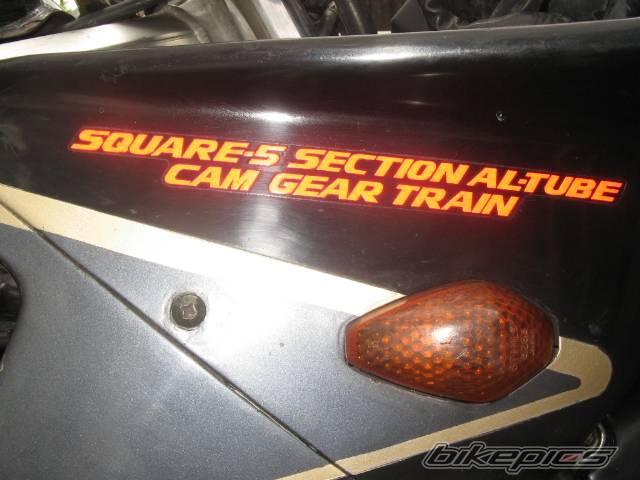 SQUARE-5 SECTION AL-TUBE
CAM GEAR TRAIN
bikepics